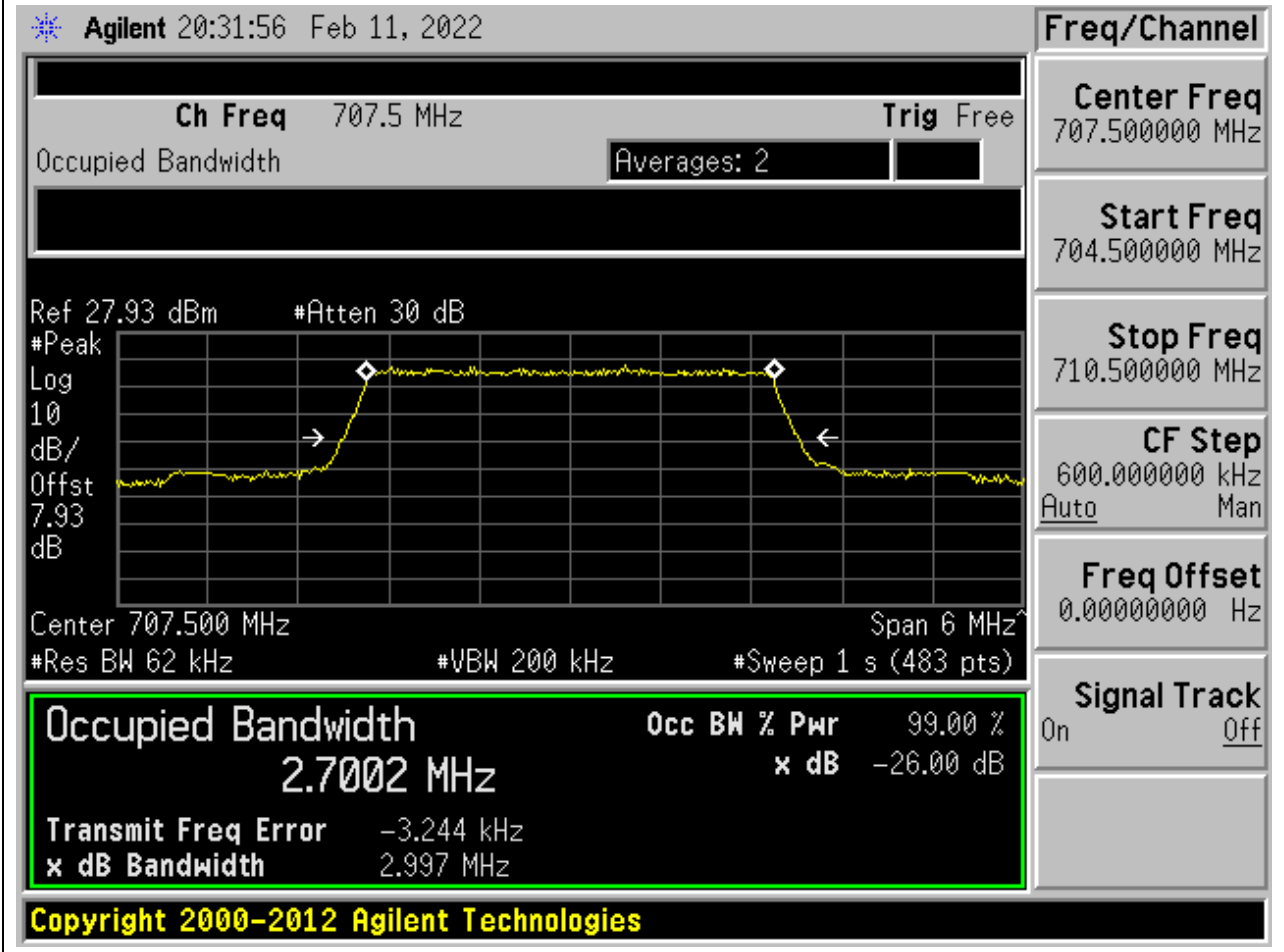 Agilent 20:31:56 Feb 11, 2022
Freq/Channel
Ch Freq 707.5 MHz Trig Free
Occupied Bandwidth Averages: 2
Ref 27.93 dBm #Atten 30 dB
#Peak
Log
10
dB/
Offst
7.93
dB
Center 707.500 MHz Span 6 MHz^
#Res BW 62 kHz #VBW 200 kHz #Sweep 1 s (483 pts)
Occupied Bandwidth Occ BW % Pwr 99.00 %
2.7002 MHz x dB -26.00 dB
Transmit Freq Error -3.244 kHz
x dB Bandwidth 2.997 MHz
Copyright 2000-2012 Agilent Technologies
Center Freq
707.500000 MHz
Start Freq
704.500000 MHz
Stop Freq
710.500000 MHz
CF Step
600.000000 kHz
Auto Man
Freq Offset
0.00000000 Hz
Signal Track
On Off